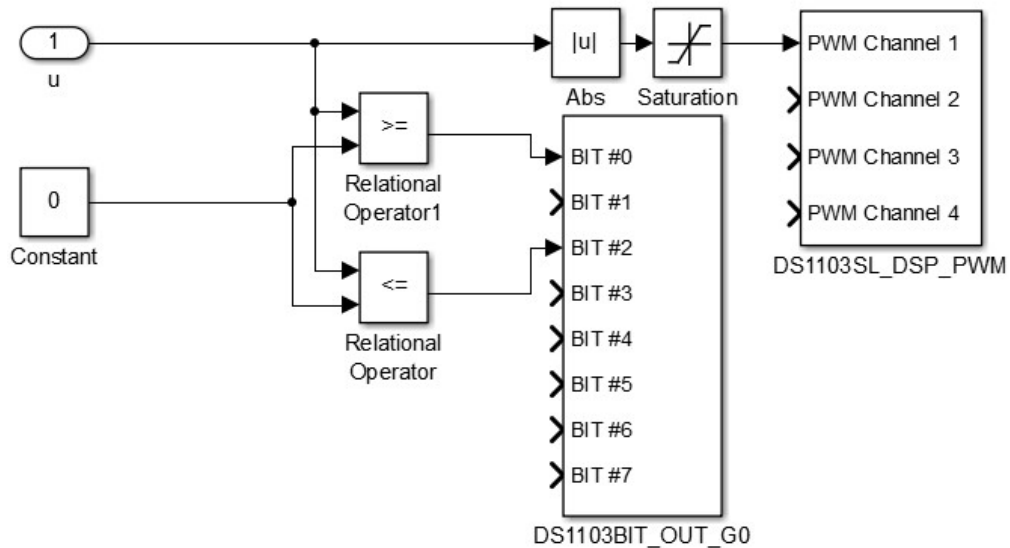 1
u
|u|
Abs
Saturation
PWM Channel 1
PWM Channel 2
PWM Channel 3
PWM Channel 4
DS1103SL_DSP_PWM
>=
Relational
Operator1
0
Constant
<=
Relational
Operator
BIT #0
BIT #1
BIT #2
BIT #3
BIT #4
BIT #5
BIT #6
BIT #7
DS1103BIT_OUT_G0